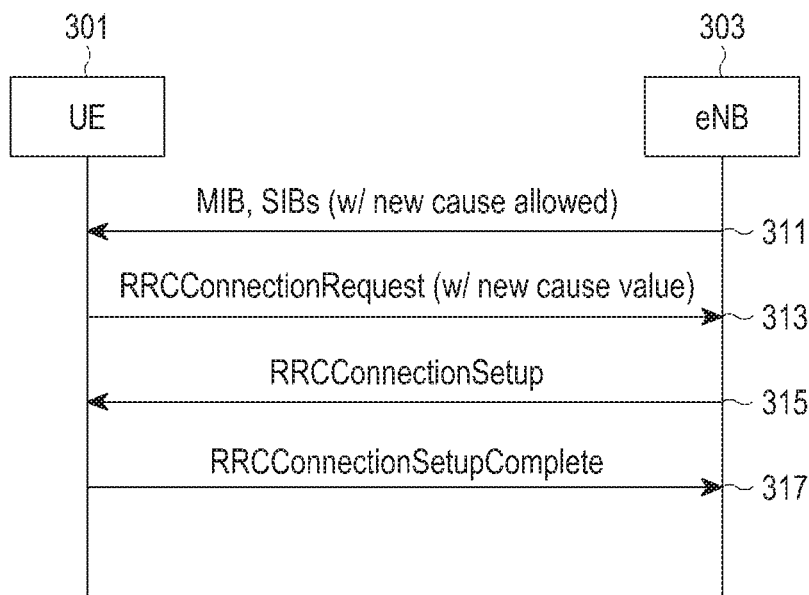 301
303
UE
eNB
MIB, SIBs (w/ new cause allowed)
311
RRCConnectionRequest (w/ new cause value)
313
RRCConnectionSetup
315
RRCConnectionSetupComplete
317